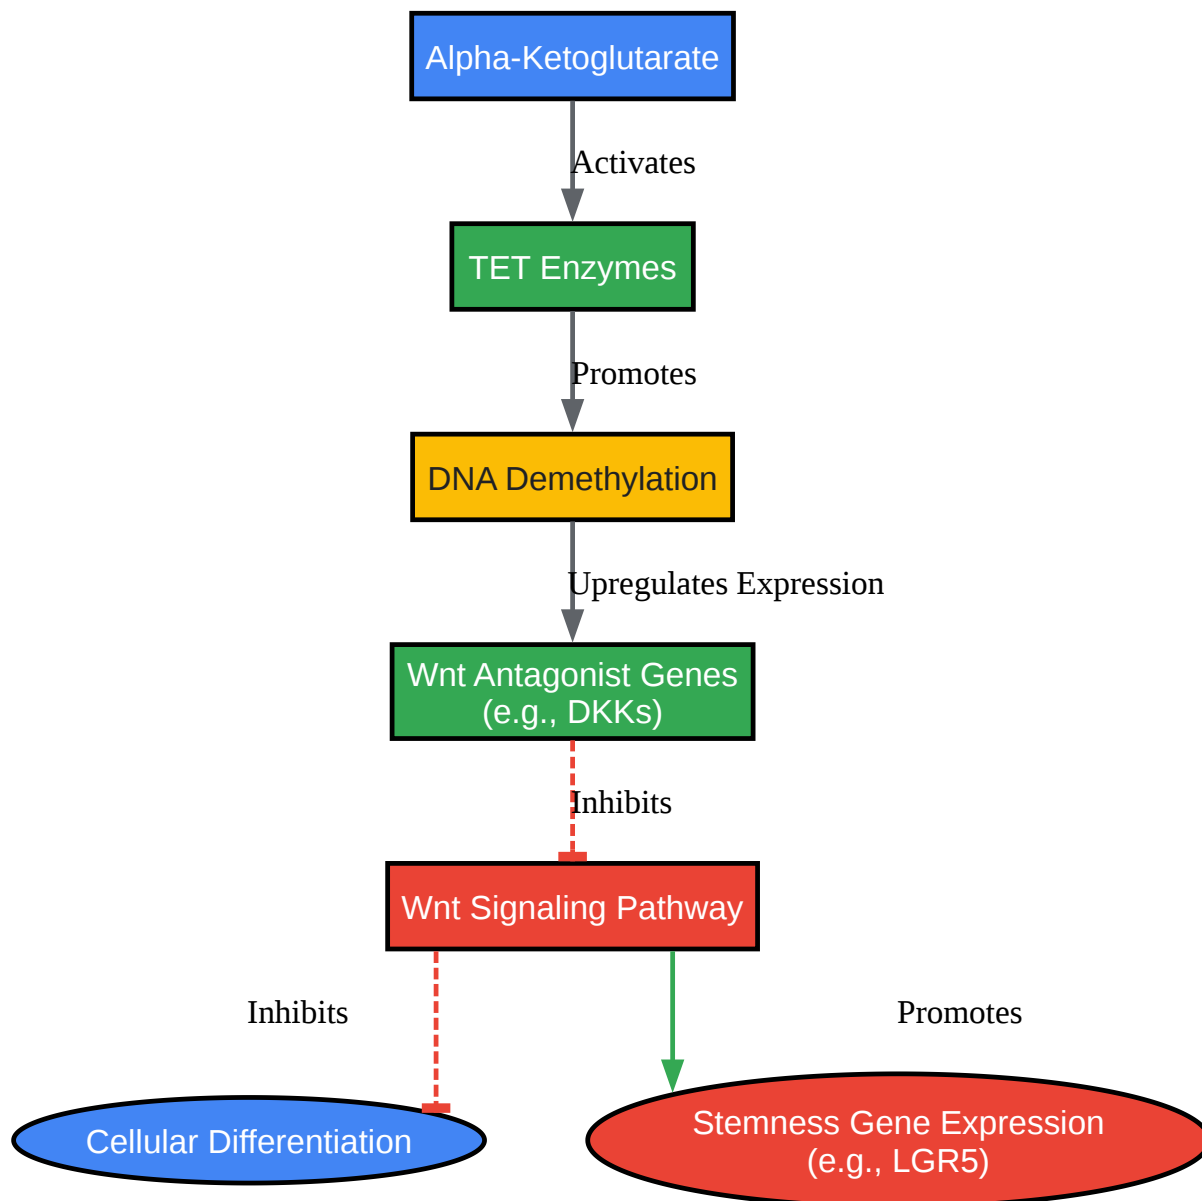 Alpha-Ketoglutarate
Activates
TET Enzymes
Promotes
DNA Demethylation
Upregulates Expression
Wnt Antagonist Genes
(e.g., DKKs)
Inhibits
Wnt Signaling Pathway
Inhibits
Promotes
Cellular Differentiation
Stemness Gene Expression
(e.g., LGR5)